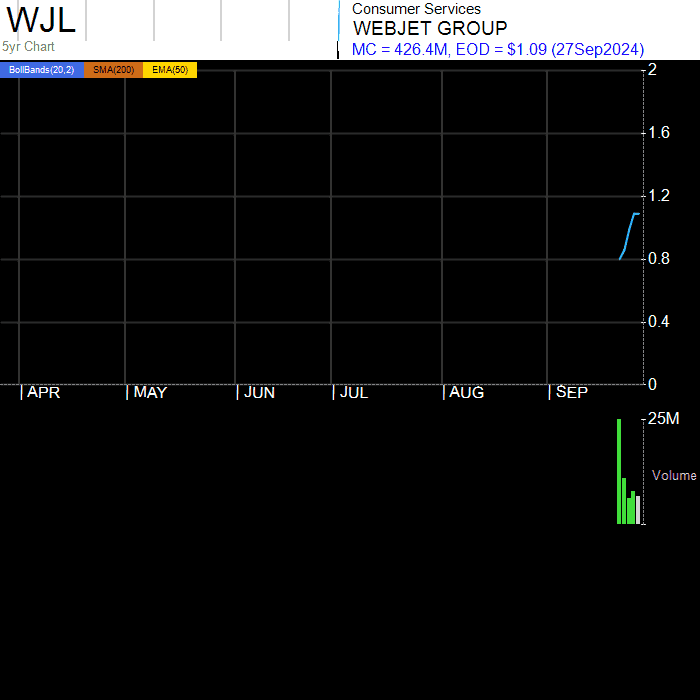 WJL
5yr Chart
Consumer Services
WEBJET GROUP
MC = 426.4M, EOD = $1.09 (27Sep2024)
BollBands(20,2) SMA(200) EMA(50)
2
1.6
1.2
0.8
0.4
0
| APR | MAY | JUN | JUL | AUG | SEP
25M
Volume